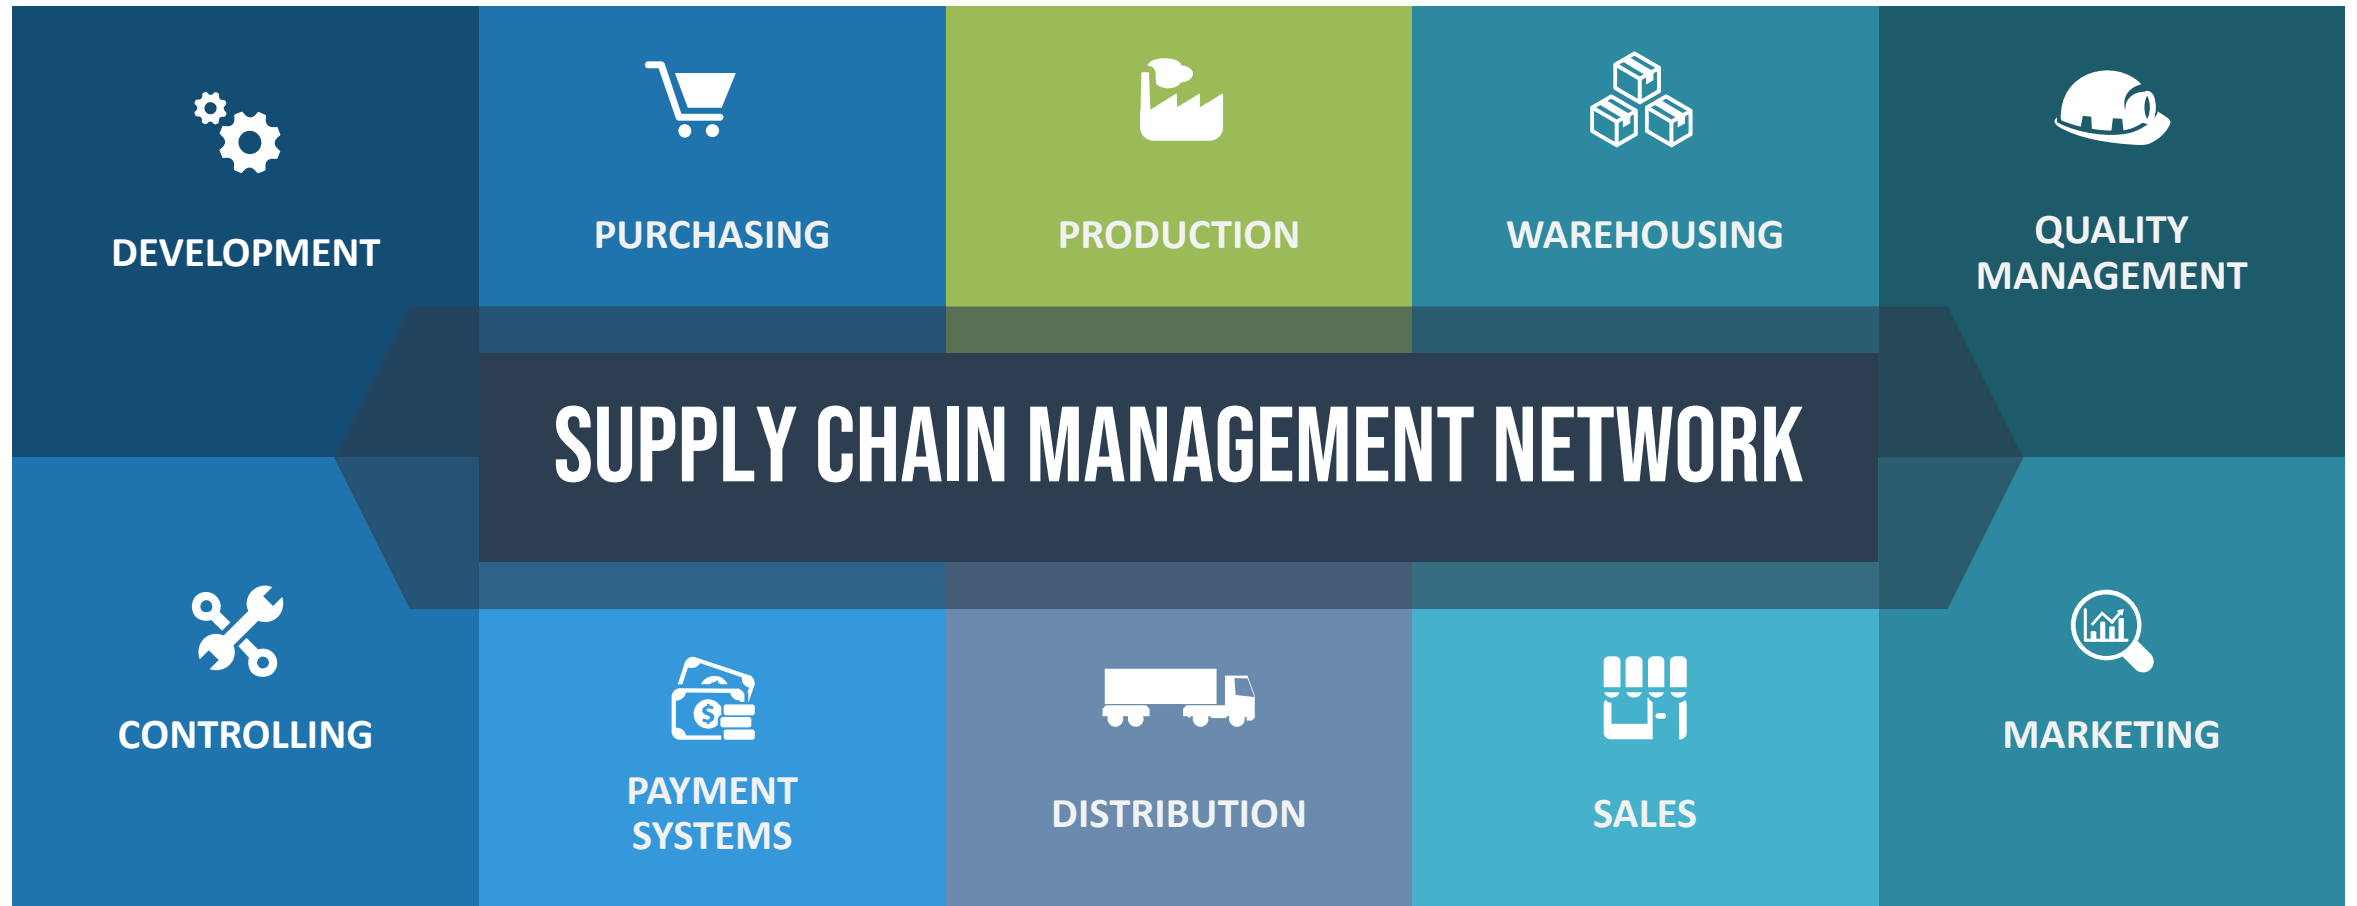 DEVELOPMENT
PURCHASING
PRODUCTION
WAREHOUSING
QUALITY
MANAGEMENT
SUPPLY CHAIN MANAGEMENT NETWORK
CONTROLLING
PAYMENT
SYSTEMS
$
DISTRIBUTION
SALES
MARKETING